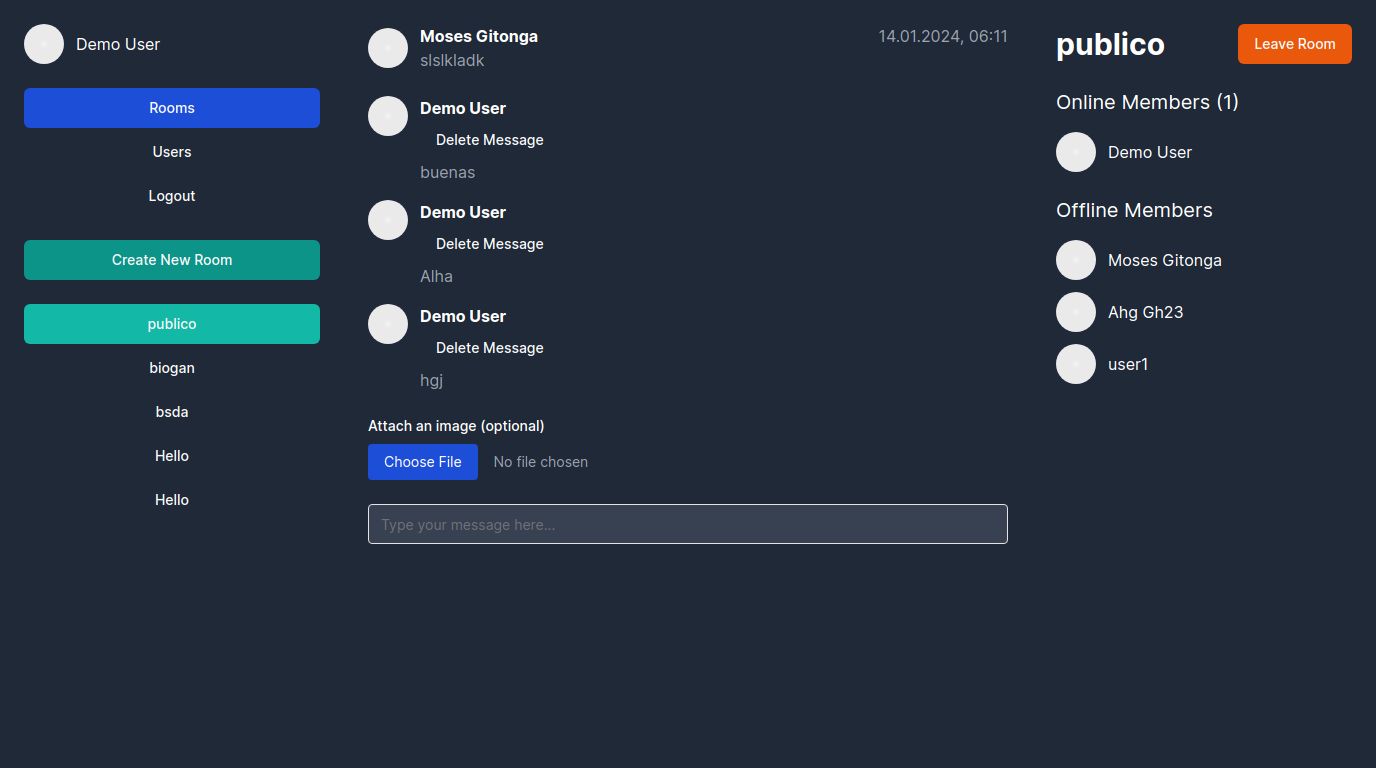 Demo User
Rooms
Users
Logout
Create New Room
publico
biogan
bsda
Hello
Hello
Moses Gitonga 14.01.2024, 06:11
slslkladk
Demo User
Delete Message
buenas
Demo User
Delete Message
Alha
Demo User
Delete Message
hgj
Attach an image (optional)
Choose File No file chosen
Type your message here...
publico Leave Room
Online Members (1)
Demo User
Offline Members
Moses Gitonga
Ahg Gh23
user1